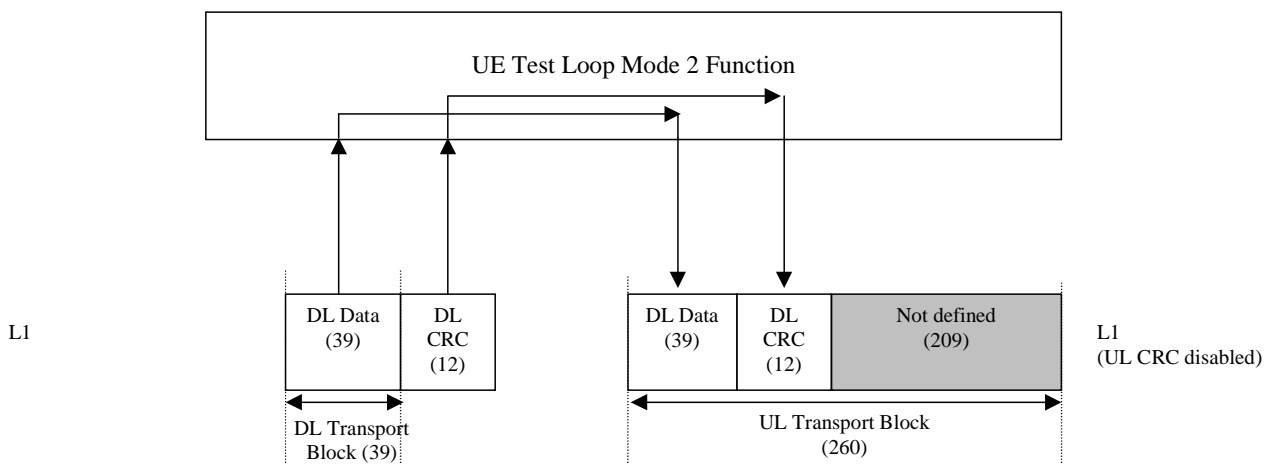 UE Test Loop Mode 2 Function
L1
DL Data
(39)
DL
CRC
(12)
DL Transport
Block (39)
DL Data
(39)
DL
CRC
(12)
Not defined
(209)
UL Transport Block
(260)
L1
(UL CRC disabled)